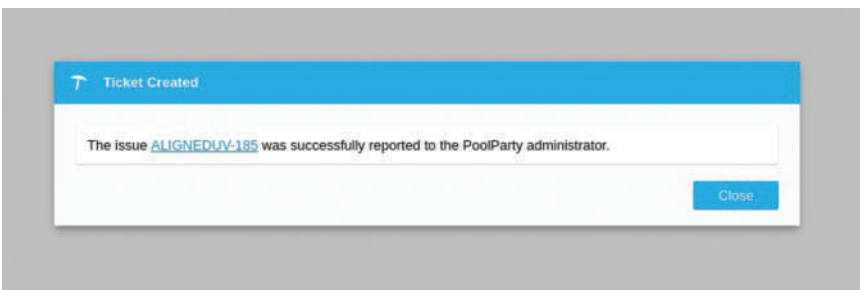 Ticket Created
The issue ALIGNEDUV-185 was successfully reported to the PoolParty administrator.
Close